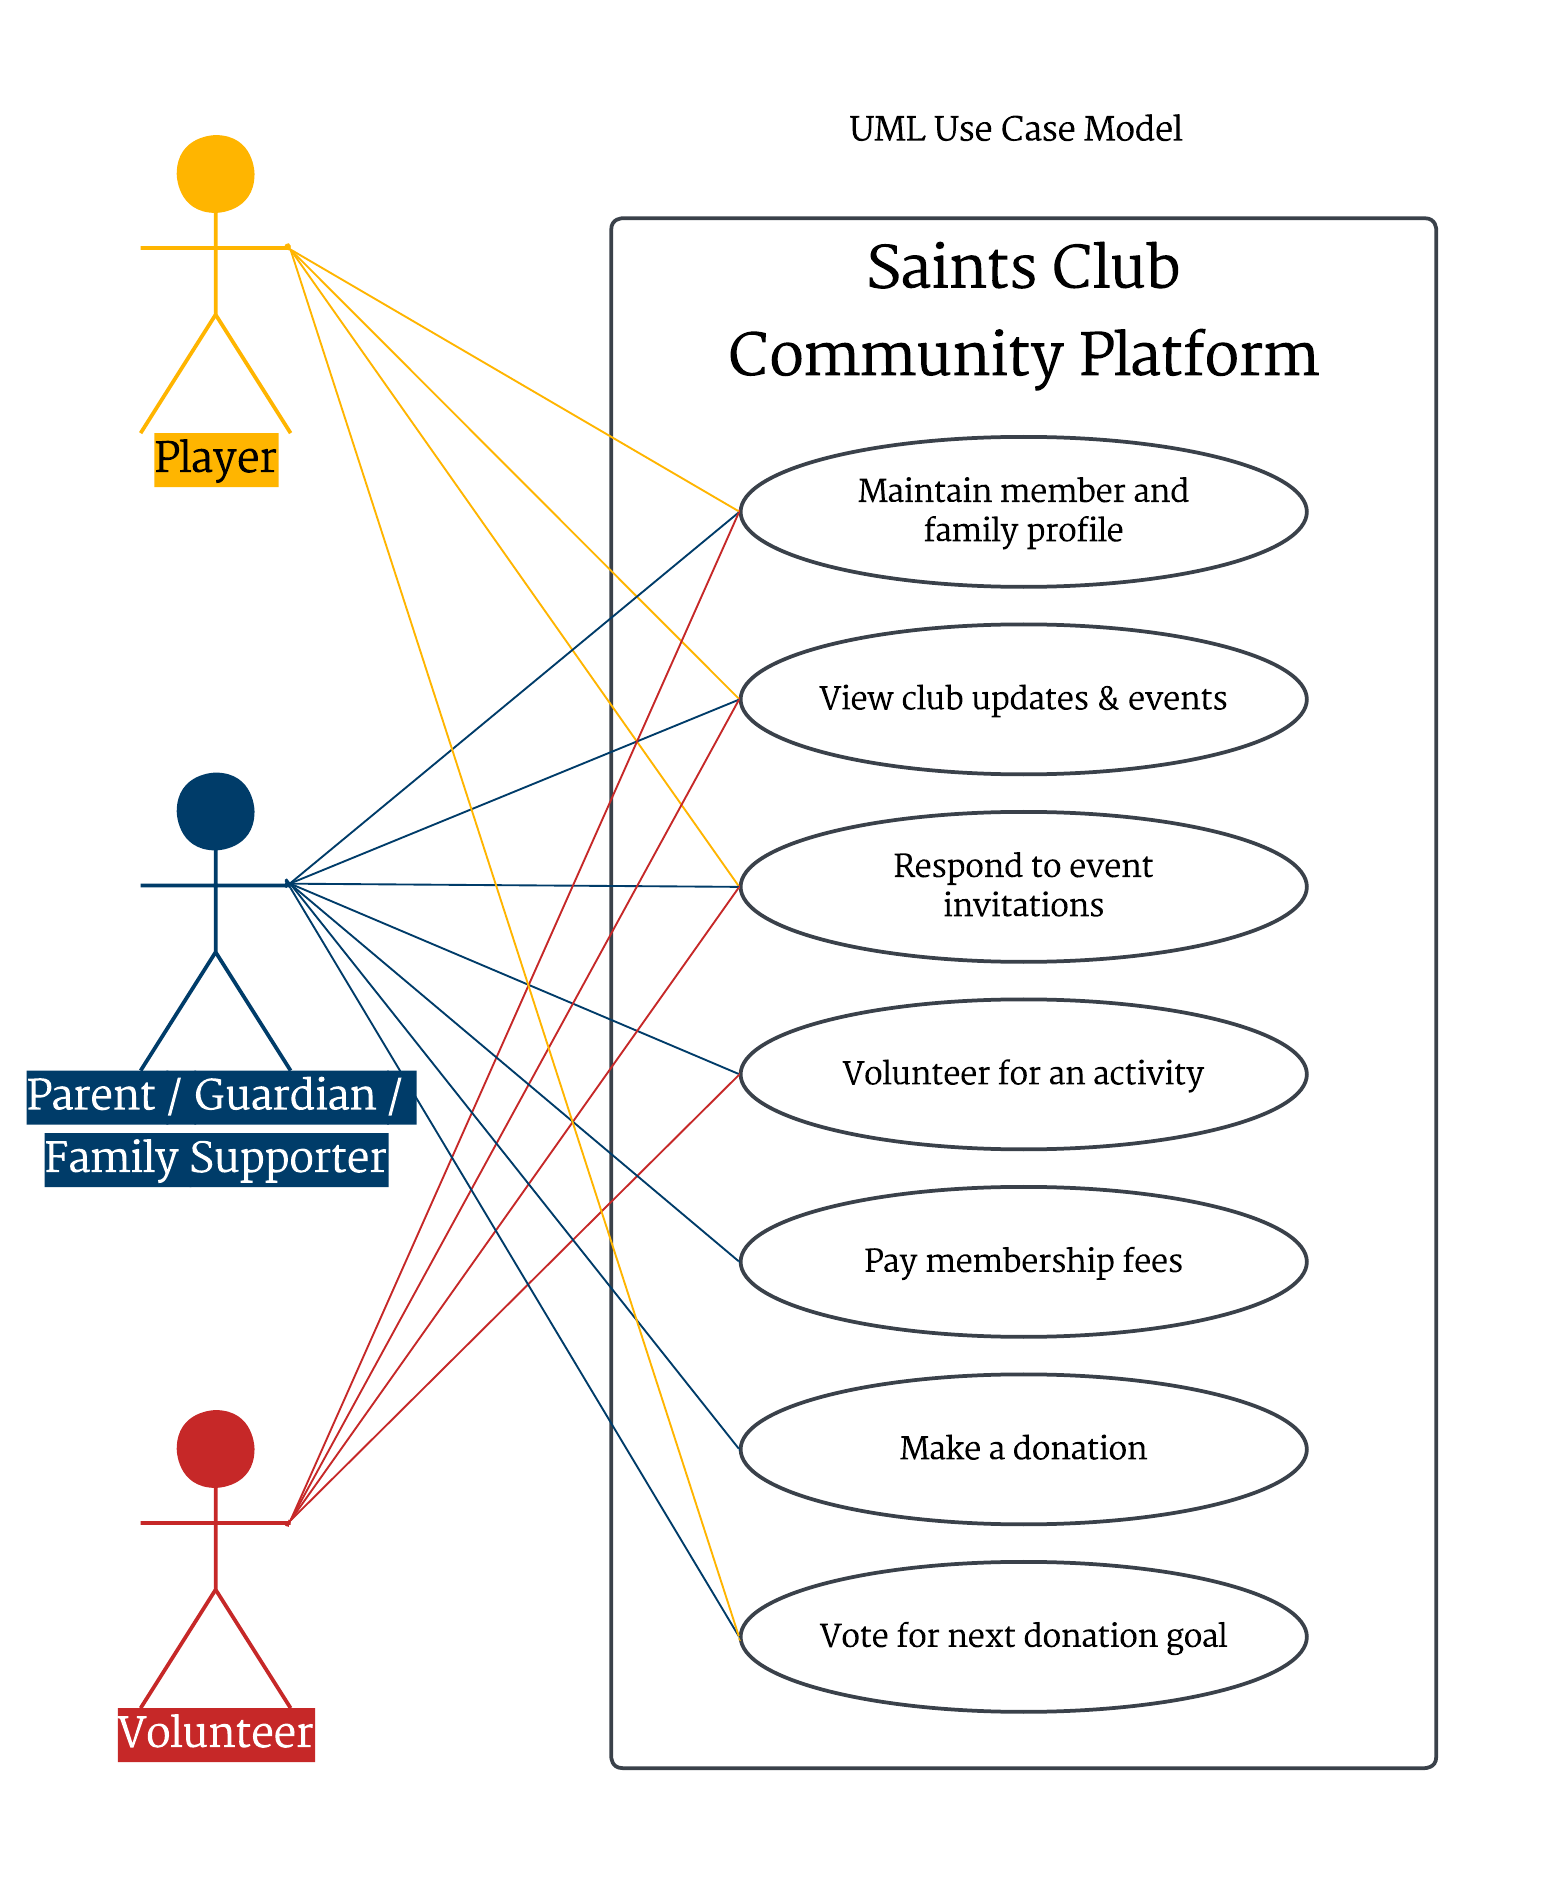 UML Use Case Model
Saints Club
Community Platform
Player
Maintain member and
family profile
View club updates & events
Respond to event
invitations
Parent / Guardian /
Family Supporter
Volunteer for an activity
Pay membership fees
Make a donation
Vote for next donation goal
Volunteer